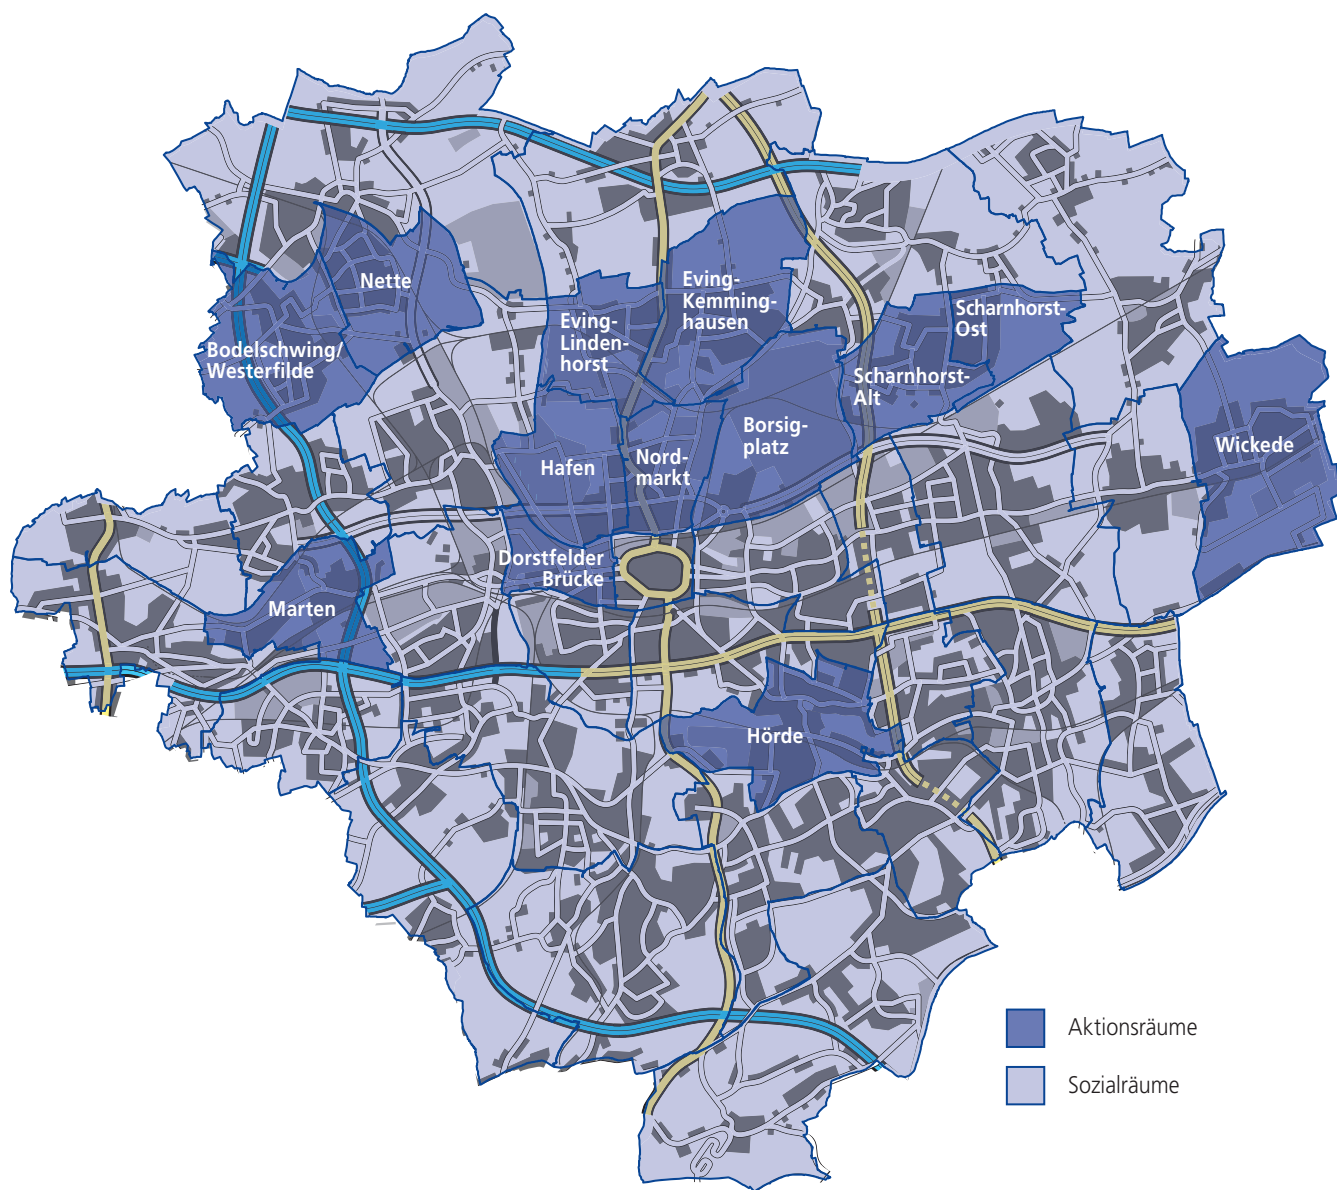 Nette
Eving-
Kemming-
hausen
Scharnhorst-
Ost
Eving-
Linden-
horst
Bodelschwing/
Westerfilde
Scharnhorst-
Alt
Borsig-
platz
Wickede
Hafen
Nord-
markt
Dorstfelder
Brücke
Marten
Hörde
Aktionsräume
Sozialräume